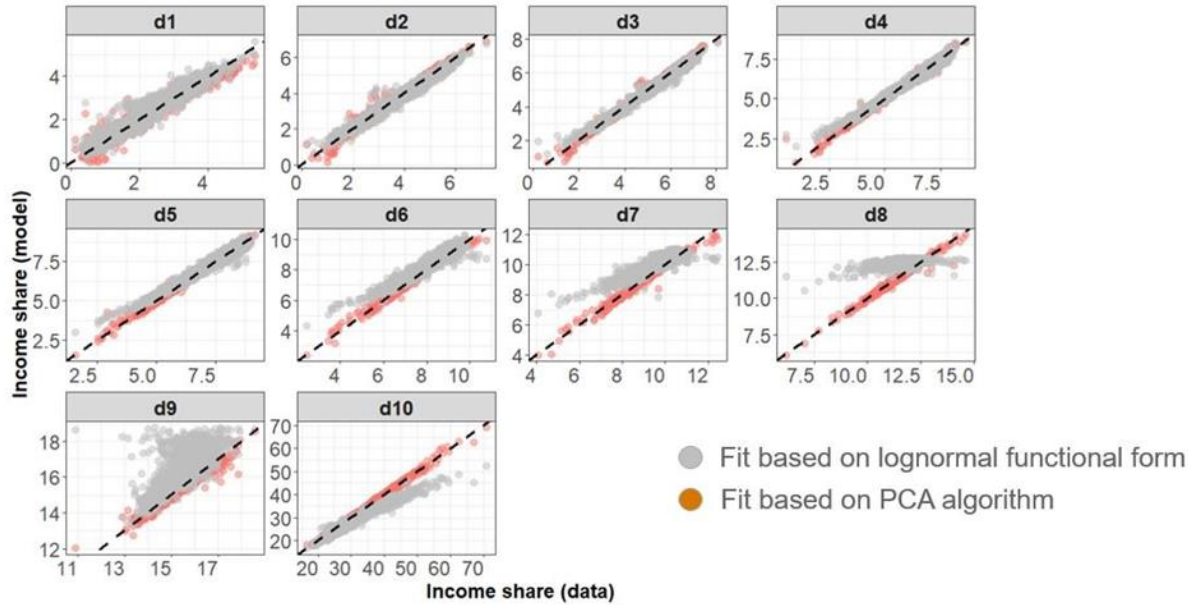 d1 d2 d3 d4
4 2 0
6 4 2 0
8 6 4 2
7.5 5.0 2.5
0 2 4
0 2 4 6
0 2 4 6 8
2.5 5.0 7.5
d5 d6 d7 d8
7.5 5.0 2.5
10 8 6 4
12 10 8 6 4
12.5 10.0 7.5
2.5 5.0 7.5
4 6 8 10
4 6 8 10 12
7.5 10.0 12.5 15.0
d9 d10
18 16 14 12
70 60 50 40 30 20
11 13 15 17
20 30 40 50 60 70
Income share (model)
Income share (data)
Fit based on lognormal functional form
Fit based on PCA algorithm